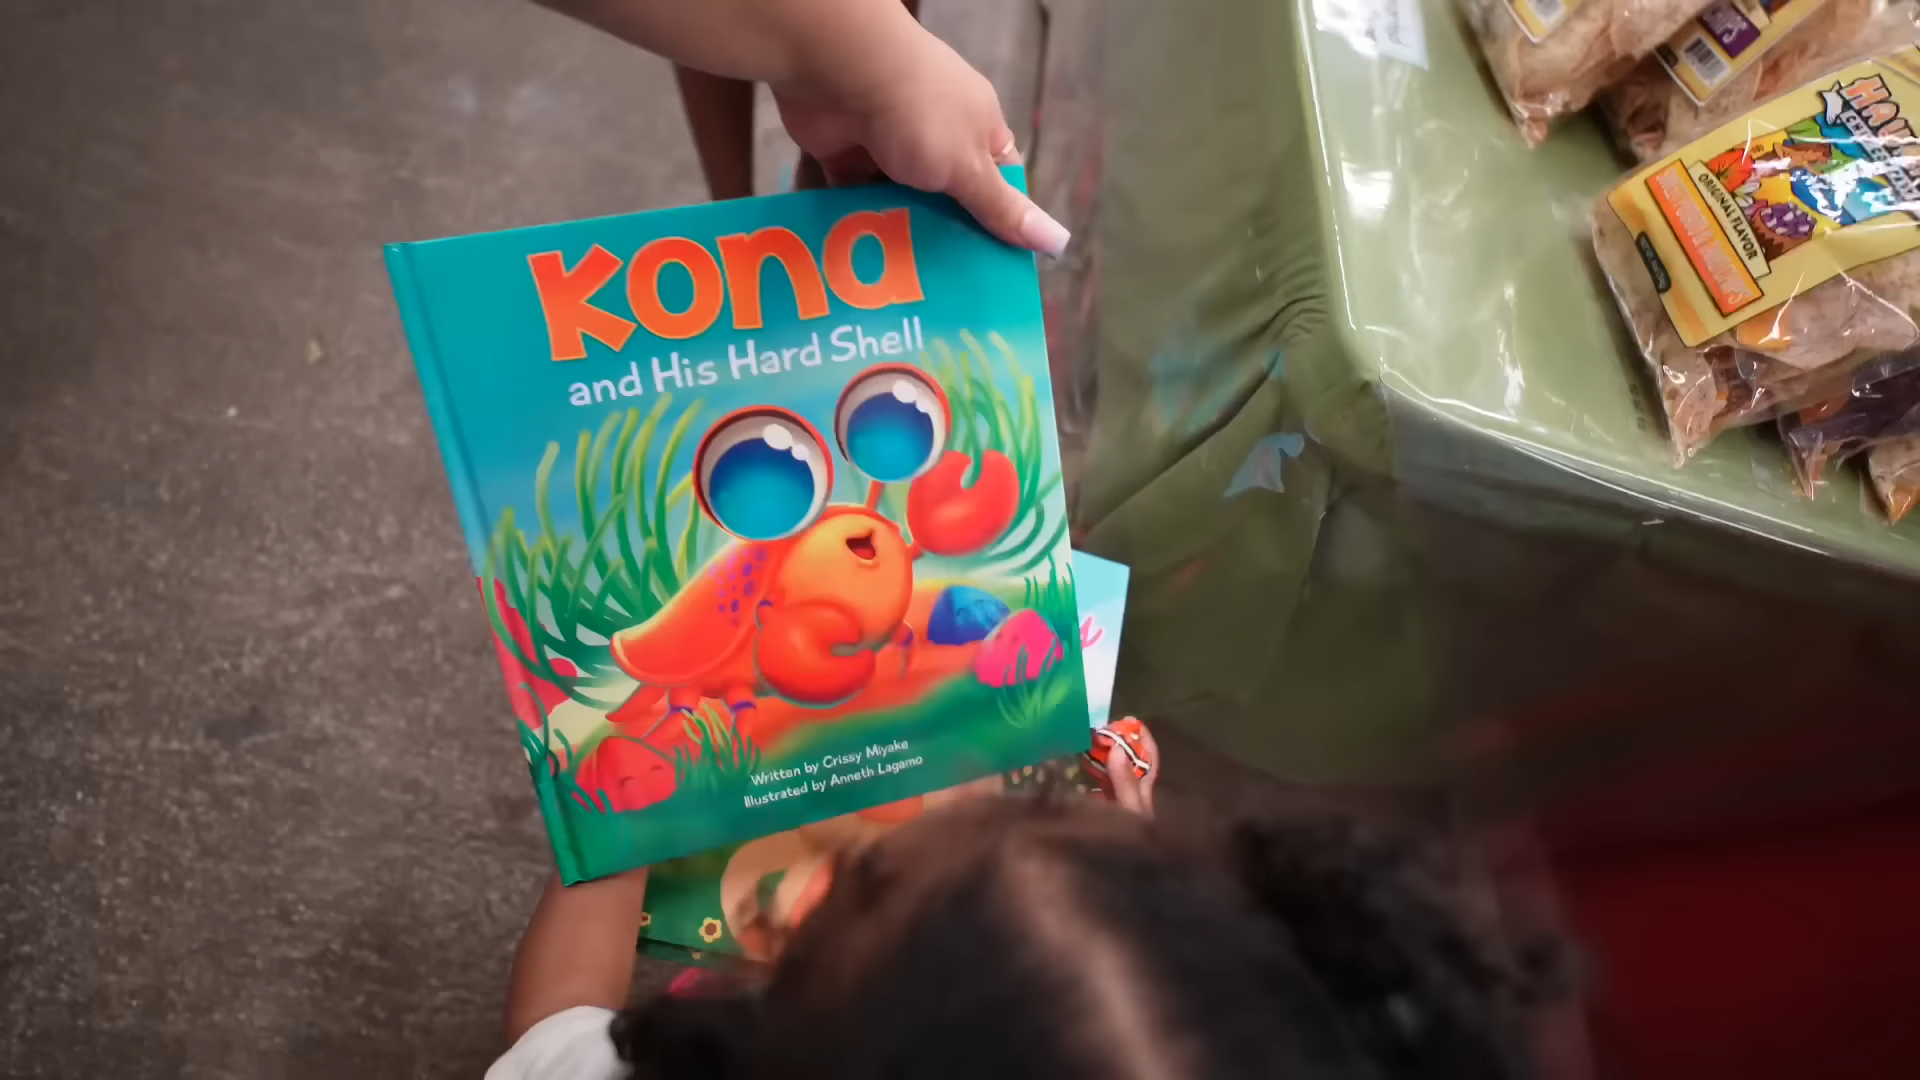 Kona
and His Hard Shell
Written by Crissy Miyake
Illustrated by Anneth Lagamo
ORIGINAL FLAVOR